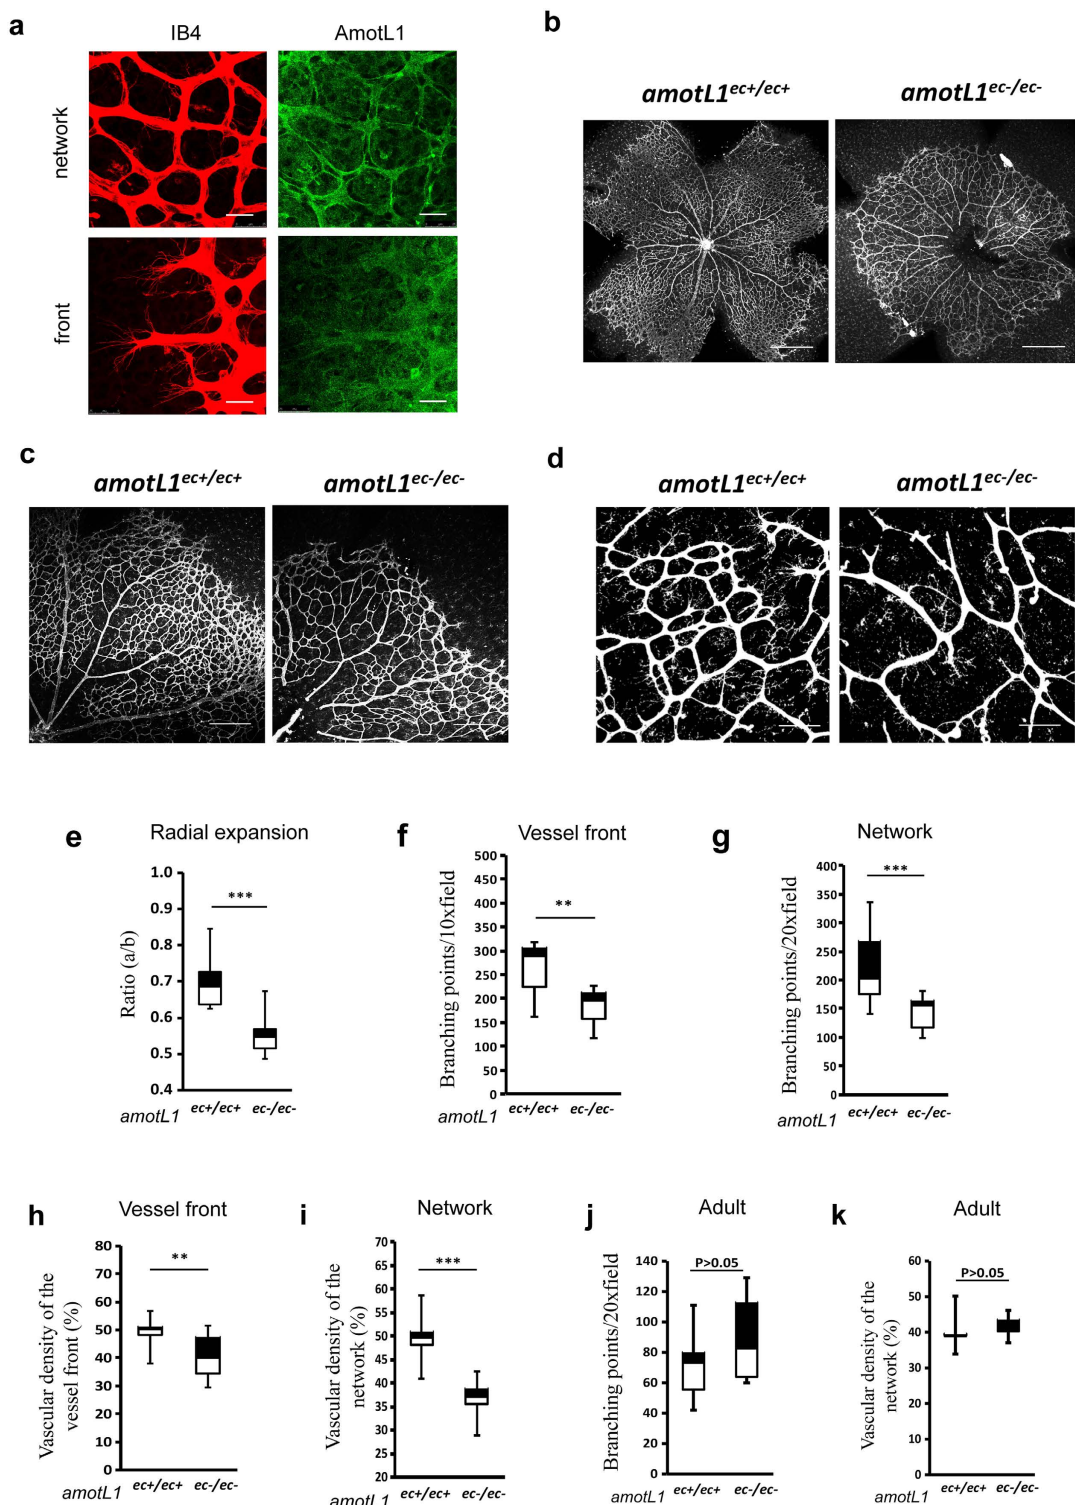 a
IB4
AmotL1
network
front
b
amotL1ec+/ec+
amotL1ec-/ec-
c
amotL1ec+/ec+
amotL1ec-/ec-
d
amotL1ec+/ec+
amotL1ec-/ec-
e
Radial expansion
Ratio (a/b)
1.0
0.9
0.8
0.7
0.6
0.5
0.4
***
amotL1
ec+/ec+
ec-/ec-
f
Vessel front
Branching points/10xfield
500
450
400
350
300
250
200
150
100
50
0
**
amotL1
ec+/ec+
ec-/ec-
g
Network
Branching points/20xfield
400
350
300
250
200
150
100
50
0
***
amotL1
ec+/ec+
ec-/ec-
h
Vessel front
Vascular density of the
vessel front (%)
80
70
60
50
40
30
20
10
0
**
amotL1
ec+/ec+
ec-/ec-
i
Network
Vascular density of the
network (%)
70
65
60
55
50
45
40
35
30
25
20
***
amotL1
ec+/ec+
ec-/ec-
j
Adult
Branching points/20xfield
140
120
100
80
60
40
20
0
P>0.05
amotL1
ec+/ec+
ec-/ec-
k
Adult
Vascular density of the
network (%)
60
50
40
30
20
10
0
P>0.05
amotL1
ec+/ec+
ec-/ec-